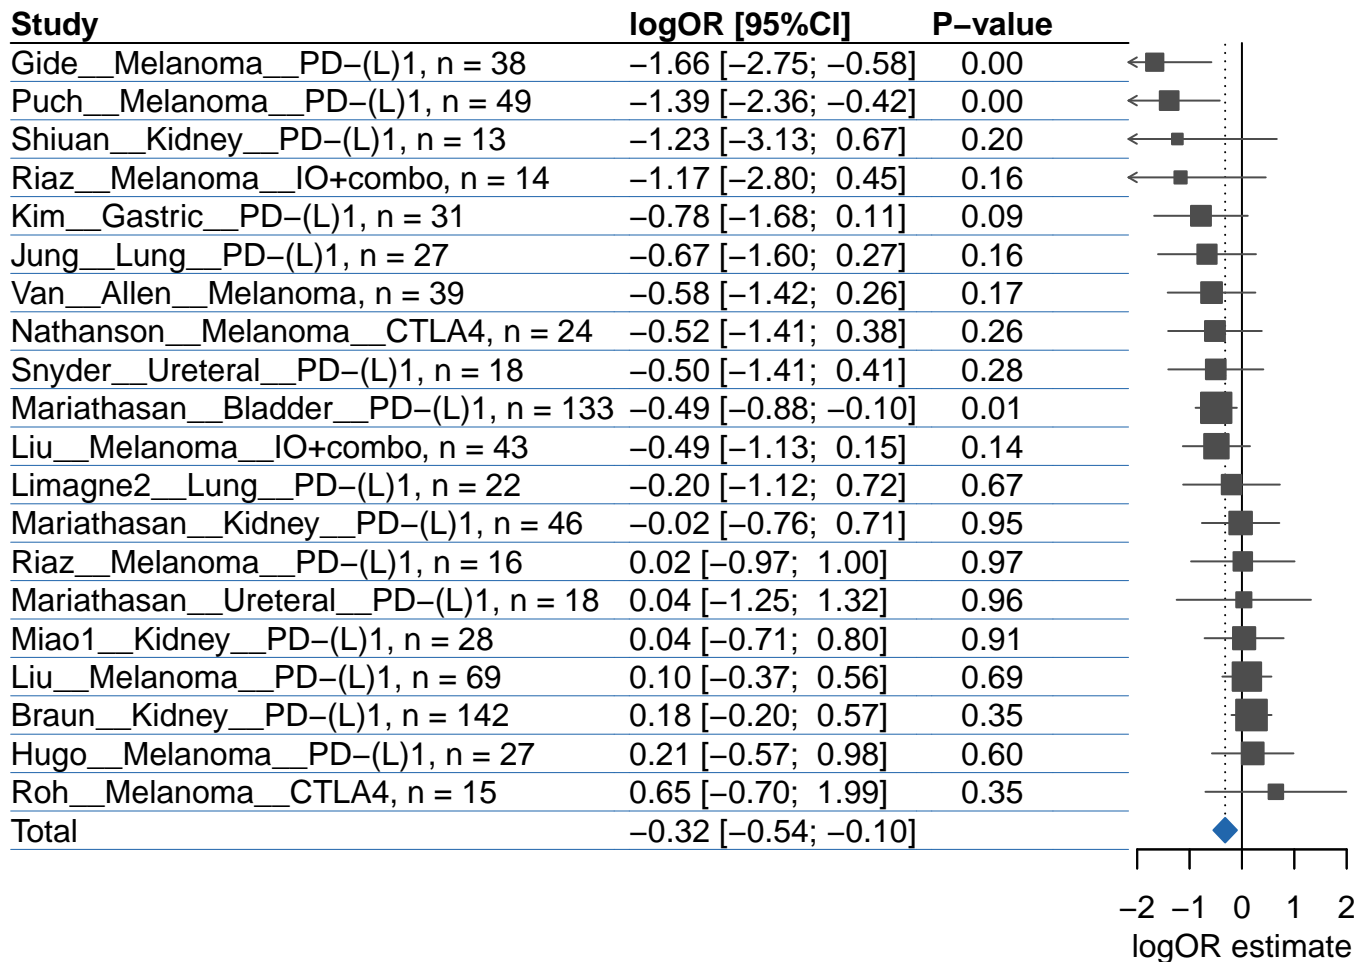 Study logOR [95%CI] P−value
Gide__Melanoma__PD−(L)1, n = 38 −1.66 [−2.75; −0.58] 0.00
Puch__Melanoma__PD−(L)1, n = 49 −1.39 [−2.36; −0.42] 0.00
Shiuan__Kidney__PD−(L)1, n = 13 −1.23 [−3.13; 0.67] 0.20
Riaz__Melanoma__IO+combo, n = 14 −1.17 [−2.80; 0.45] 0.16
Kim__Gastric__PD−(L)1, n = 31 −0.78 [−1.68; 0.11] 0.09
Jung__Lung__PD−(L)1, n = 27 −0.67 [−1.60; 0.27] 0.16
Van__Allen__Melanoma, n = 39 −0.58 [−1.42; 0.26] 0.17
Nathanson__Melanoma__CTLA4, n = 24 −0.52 [−1.41; 0.38] 0.26
Snyder__Ureteral__PD−(L)1, n = 18 −0.50 [−1.41; 0.41] 0.28
Mariathasan__Bladder__PD−(L)1, n = 133 −0.49 [−0.88; −0.10] 0.01
Liu__Melanoma__IO+combo, n = 43 −0.49 [−1.13; 0.15] 0.14
Limagne2__Lung__PD−(L)1, n = 22 −0.20 [−1.12; 0.72] 0.67
Mariathasan__Kidney__PD−(L)1, n = 46 −0.02 [−0.76; 0.71] 0.95
Riaz__Melanoma__PD−(L)1, n = 16 0.02 [−0.97; 1.00] 0.97
Mariathasan__Ureteral__PD−(L)1, n = 18 0.04 [−1.25; 1.32] 0.96
Miao1__Kidney__PD−(L)1, n = 28 0.04 [−0.71; 0.80] 0.91
Liu__Melanoma__PD−(L)1, n = 69 0.10 [−0.37; 0.56] 0.69
Braun__Kidney__PD−(L)1, n = 142 0.18 [−0.20; 0.57] 0.35
Hugo__Melanoma__PD−(L)1, n = 27 0.21 [−0.57; 0.98] 0.60
Roh__Melanoma__CTLA4, n = 15 0.65 [−0.70; 1.99] 0.35
Total −0.32 [−0.54; −0.10]
−2 −1 0 1 2
logOR estimate